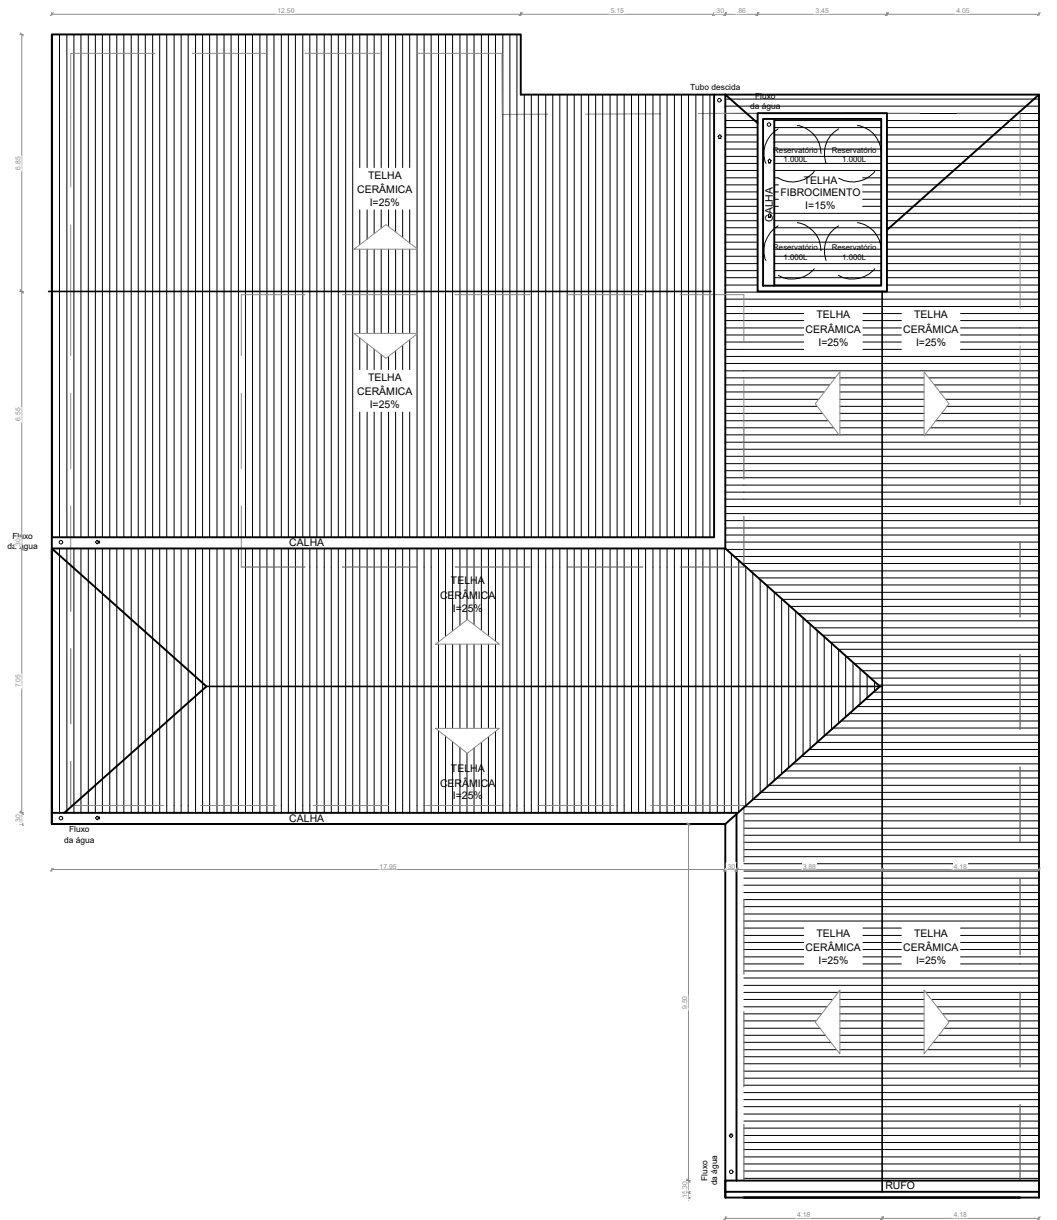 12.50
5.15
.30
.86
3.45
4.05
Tubo descida
Fluxo
da água
Reservatório
1.000L
Reservatório
1.000L
TELHA
FIBROCIMENTO
I=15%
CALHA
Reservatório
1.000L
Reservatório
1.000L
6.85
TELHA
CERÂMICA
I=25%
TELHA
CERÂMICA
I=25%
6.55
TELHA
CERÂMICA
I=25%
TELHA
CERÂMICA
I=25%
Fluxo
da água
CALHA
TELHA
CERÂMICA
I=25%
7.05
TELHA
CERÂMICA
I=25%
.30
CALHA
Fluxo
da água
17.95
.30
3.88
4.18
TELHA
CERÂMICA
I=25%
TELHA
CERÂMICA
I=25%
Fluxo
da água
RUFO
4.18
4.18